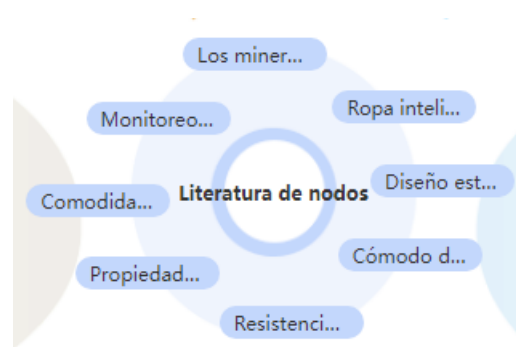 Los miner...
Ropa inteli...
Monitoreo...
Diseño est...
Literatura de nodos
Comodida...
Cómodo d...
Propiedad...
Resistenci...